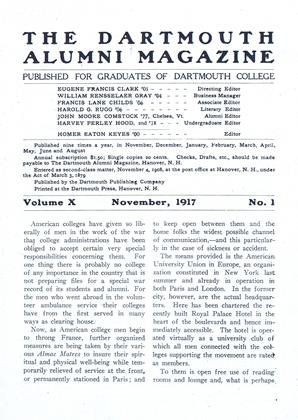 THE DARTMOUTH
ALUMNI MAGAZINE
PUBLISHED FOR GRADUATES OF DARTMOUTH COLLEGE
EUGENE FRANCIS CLARK '01 - - - - - Directing Editor
WILLIAM RENSSELAER GRAY '04 - - - - Business Manager
FRANCIS LANE CHILDS '06 - - - - Associate Editor
HAROLD G. RUGG '06 - - - - - Literary Editor
JOHN MOORE COMSTOCK '77, Chelsea, Vt. Alumni Editor
HARVEY PERLEY HOOD, 2nd '18 - - Undergraduate Editor
HOMER EATON KEYES '00 - - - - Editor
Published nine times a year, in November, December, January, February, March, April,
May, June and August
Annual subscription $1.50; Single copies 20 cents. Checks, Drafts, etc., should be made
payable to The Dartmouth Alumni Magazine, Hanover, N. H.
Entered as second-class matter, November 4, 1908, at the post office at Hanover, N. H., under
the Act of March 3, 1879.
Published by the Dartmouth Publishing Company
Printed at the Dartmouth Press, Hanover, N. H.
Volume X November, 1917 No. 1
American colleges have given so lib-
erally of men in the work of the war
that college administrations have been
obliged to accept certain very special
responsibilities concerning them. For
one thing there is probably no college
of any importance in the country that is
not preparing files for a special war
record of its students and alumni. For
the men who went abroad in the volun-
teer ambulance service their colleges
have from the first served in many
ways as clearing house.
Now, as American college men begin
to throng France, further organized
measures are being taken by the vari-
ous Almae Matres to insure their spir-
itual and physical well-being while tem-
porarily relieved of service at the front,
or permanently stationed in Paris; and
to keep open between them and the
home folks the widest possible channel
of communication,—and this particular-
ly in the case of sickness or accident.
The means provided is the American
University Union in Europe, an organi-
zation constituted in New York last
summer and already in operation in
both Paris and London. In the former
city, however, are the actual headquar-
ters. Here has been chartered the re-
cently built Royal Palace Hotel in the
heart of the boulevards and hence im-
mediately accessible. The hotel is oper-
ated virtually as a university club of
which all men connected with the col-
leges supporting the movement are rated
as members.
To them is open free use of reading
rooms and lounge and, what is perhaps